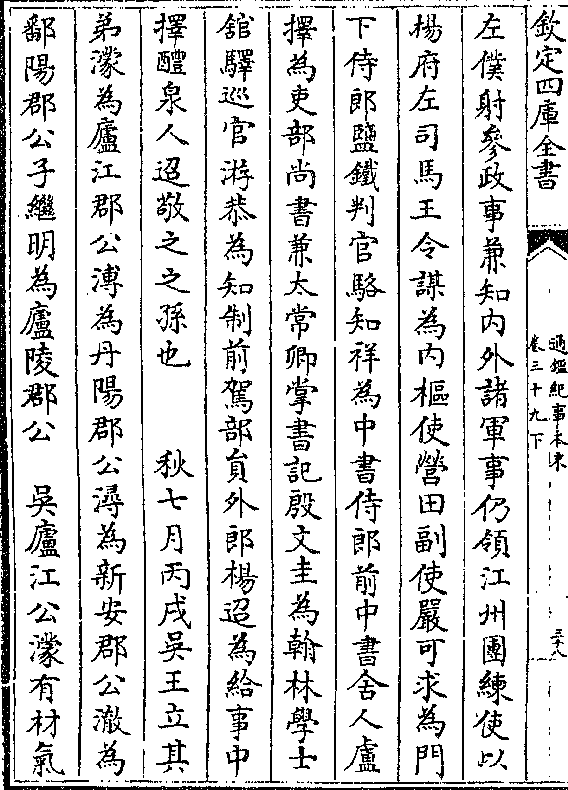 欽定四庫全書
通鑑紀事本末
卷三十九下
三十八
左僕射參政事兼知內外諸軍事仍領江州團練使以
楊府左司馬王令謀為內樞使營田副使嚴可求為門
下侍郎鹽鐵判官駱知祥為中書侍郎前中書舍人盧
擇為吏部尚書兼太常卿掌書記殷文圭為翰林學士
舘驛巡官游恭為知制前駕部貟外郎楊迢為給事中
擇醴泉人迢敬之之孫也　秋七月丙戌吳王立其
弟濛為廬江郡公溥為丹陽郡公潯為新安郡公澈為
鄱陽郡公子繼明為廬陵郡公　吳廬江公濛有材氣